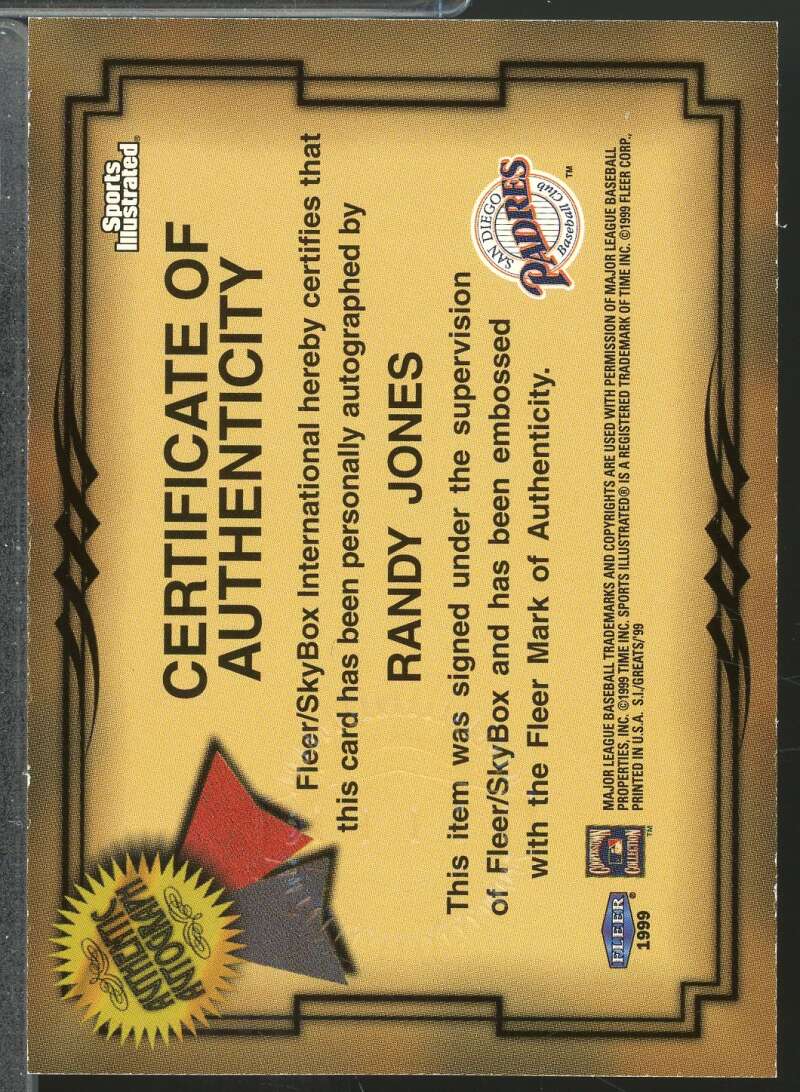 AUTHENTIC
AUTOGRAPH
Sports
Illustrated®
CERTIFICATE OF
AUTHENTICITY
Fleer/SkyBox International hereby certifies that
this card has been personally autographed by
RANDY JONES
This item was signed under the supervision
of Fleer/SkyBox and has been embossed
with the Fleer Mark of Authenticity.
SAN DIEGO
PADRES
Baseball Club
TM
FLEER®
1999
COOPERSTOWN
COLLECTION
TM
MAJOR LEAGUE BASEBALL TRADEMARKS AND COPYRIGHTS ARE USED WITH PERMISSION OF MAJOR LEAGUE BASEBALL
PROPERTIES, INC. ©1999 TIME INC. SPORTS ILLUSTRATED® IS A REGISTERED TRADEMARK OF TIME INC. ©1999 FLEER CORP.,
PRINTED IN U.S.A. S.I./GREATS/'99